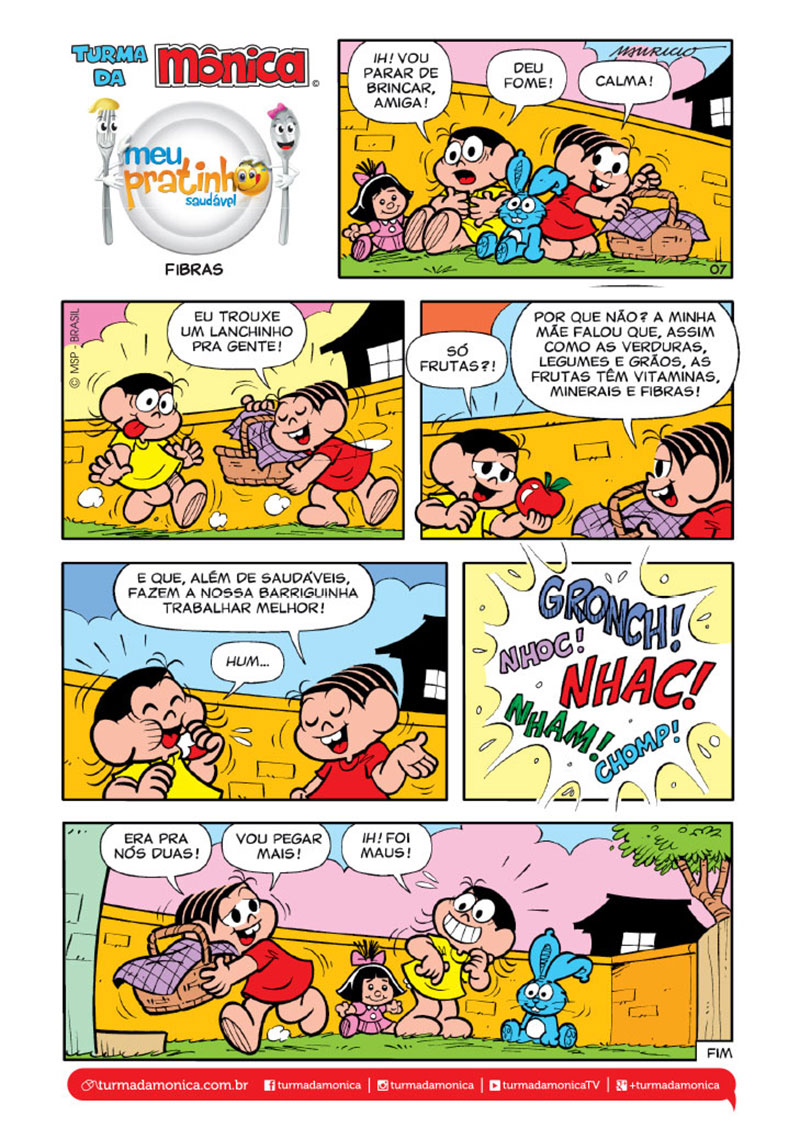 TURMA
DA
MÔNICA
©
meu
pratinho
saudável
FIBRAS
IH! VOU
PARAR DE
BRINCAR,
AMIGA!
DEU
FOME!
CALMA!
MAURICIO
07
© MSP - BRASIL
EU TROUXE
UM LANCHINHO
PRA GENTE!
SÓ
FRUTAS?!
POR QUE NÃO? A MINHA
MÃE FALOU QUE, ASSIM
COMO AS VERDURAS,
LEGUMES E GRÃOS, AS
FRUTAS TÊM VITAMINAS,
MINERAIS E FIBRAS!
E QUE, ALÉM DE SAUDÁVEIS,
FAZEM A NOSSA BARRIGUINHA
TRABALHAR MELHOR!
HUM...
GRONCH!
NHOC!
NHAC!
NHAM!
CHOMP!
ERA PRA
NÓS DUAS!
VOU PEGAR
MAIS!
IH! FOI
MAUS!
FIM
turmadamonica.com.br
turmadamonica
turmadamonica
turmadamonicaTV
+turmadamonica